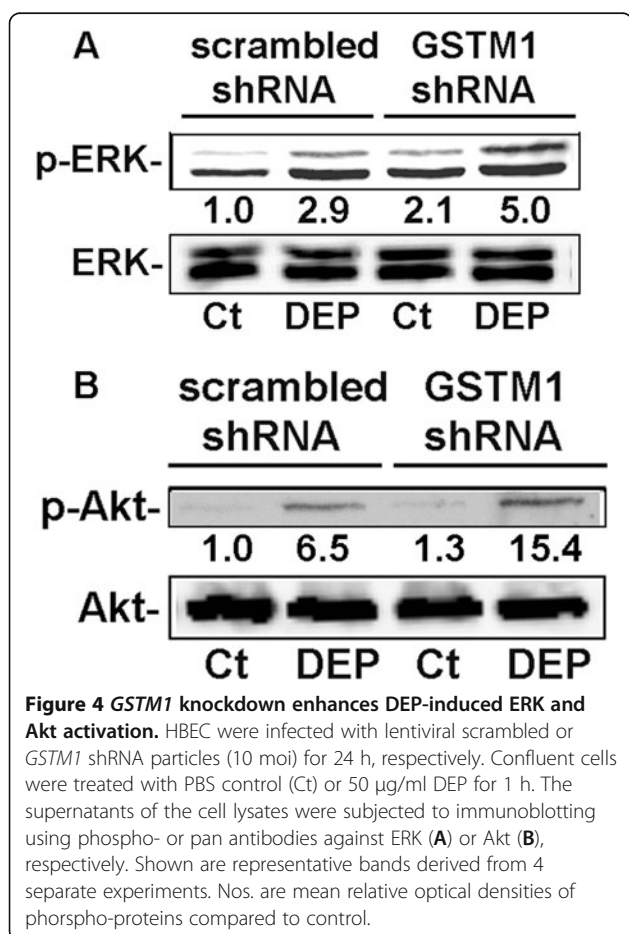 A scrambled GSTM1
shRNA shRNA
p-ERK-
1.0 2.9 2.1 5.0
ERK-
Ct DEP Ct DEP
B scrambled GSTM1
shRNA shRNA
p-Akt-
1.0 6.5 1.3 15.4
Akt-
Ct DEP Ct DEP
Figure 4 GSTM1 knockdown enhances DEP-induced ERK and
Akt activation. HBEC were infected with lentiviral scrambled or
GSTM1 shRNA particles (10 moi) for 24 h, respectively. Confluent cells
were treated with PBS control (Ct) or 50 μg/ml DEP for 1 h. The
supernatants of the cell lysates were subjected to immunoblotting
using phospho- or pan antibodies against ERK (A) or Akt (B),
respectively. Shown are representative bands derived from 4
separate experiments. Nos. are mean relative optical densities of
phorspho-proteins compared to control.